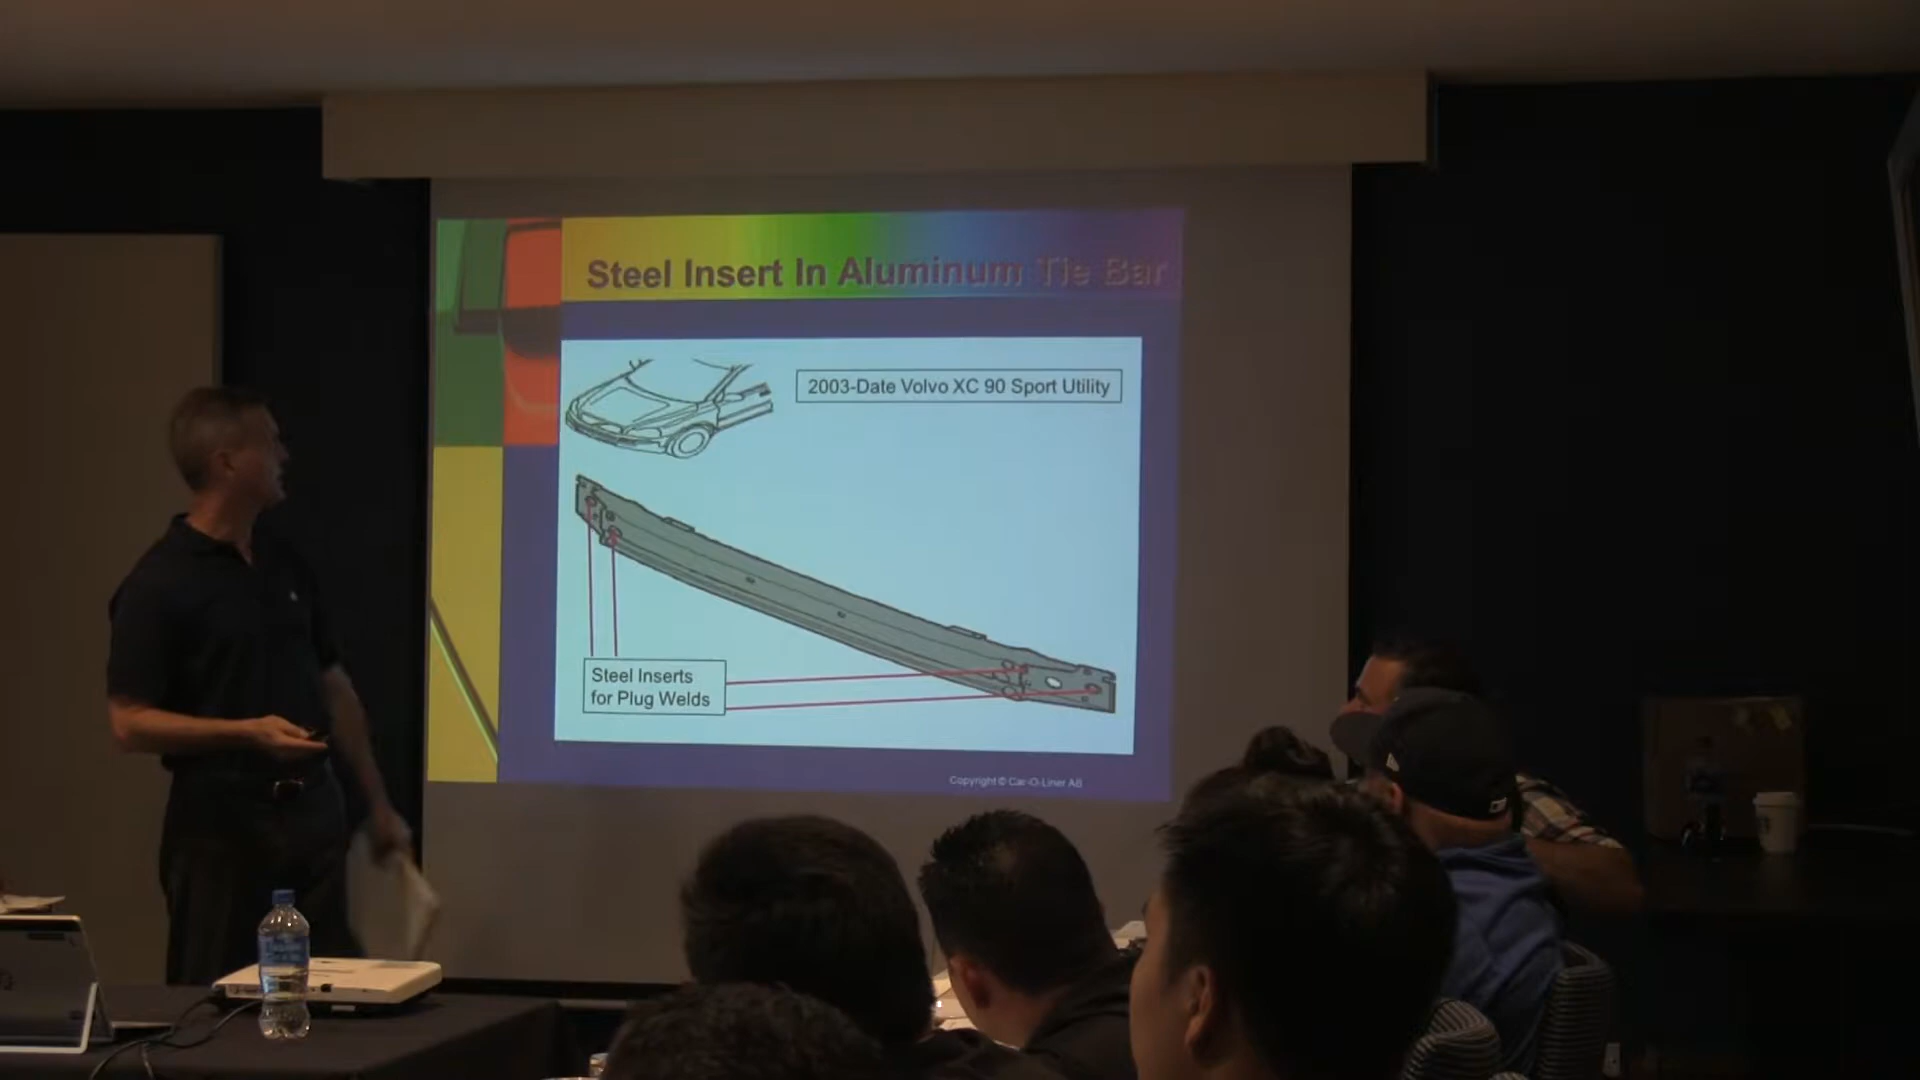 Steel Insert In Aluminum Tie Bar
2003-Date Volvo XC 90 Sport Utility
Steel Inserts
for Plug Welds
Copyright © Car-O-Liner AB